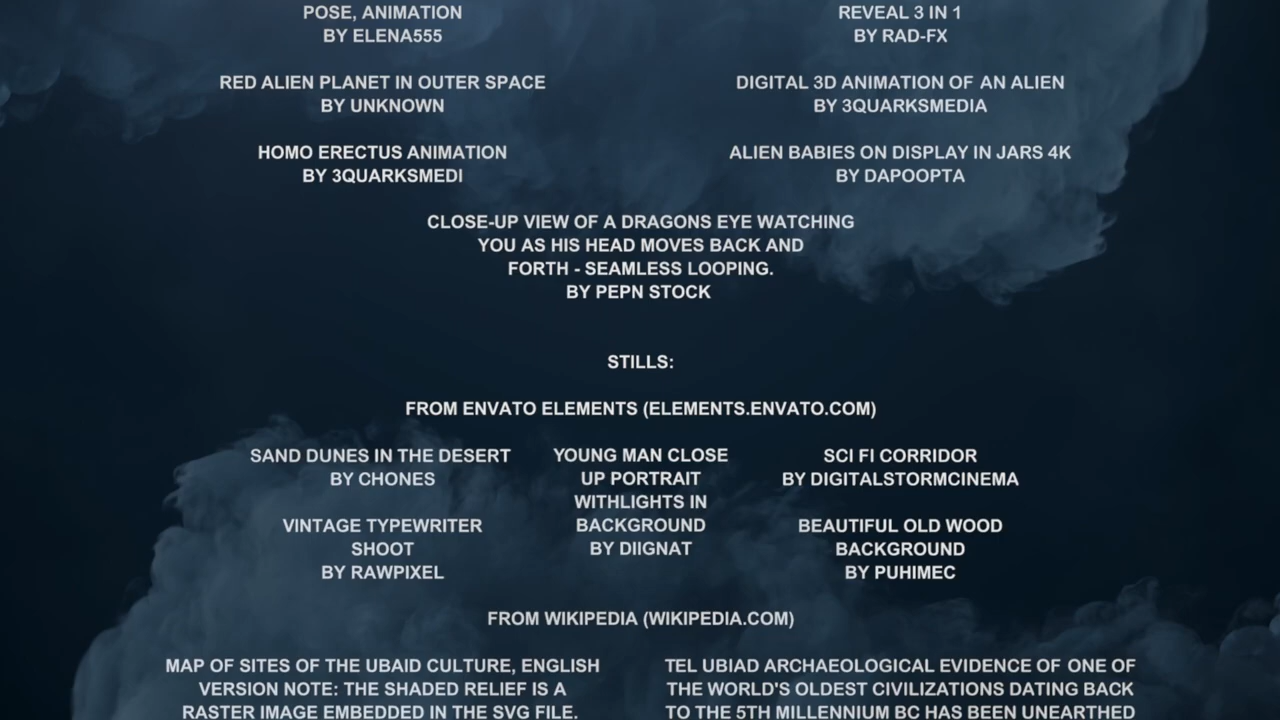 POSE, ANIMATION
BY ELENA555
REVEAL 3 IN 1
BY RAD-FX
RED ALIEN PLANET IN OUTER SPACE
BY UNKNOWN
DIGITAL 3D ANIMATION OF AN ALIEN
BY 3QUARKSMEDIA
HOMO ERECTUS ANIMATION
BY 3QUARKSMEDI
ALIEN BABIES ON DISPLAY IN JARS 4K
BY DAPOOPTA
CLOSE-UP VIEW OF A DRAGONS EYE WATCHING
YOU AS HIS HEAD MOVES BACK AND
FORTH - SEAMLESS LOOPING.
BY PEPN STOCK
STILLS:
FROM ENVATO ELEMENTS (ELEMENTS.ENVATO.COM)
SAND DUNES IN THE DESERT
BY CHONES
VINTAGE TYPEWRITER
SHOOT
BY RAWPIXEL
YOUNG MAN CLOSE
UP PORTRAIT
WITHLIGHTS IN
BACKGROUND
BY DIIGNAT
SCI FI CORRIDOR
BY DIGITALSTORMCINEMA
BEAUTIFUL OLD WOOD
BACKGROUND
BY PUHIMEC
FROM WIKIPEDIA (WIKIPEDIA.COM)
MAP OF SITES OF THE UBAID CULTURE, ENGLISH
VERSION NOTE: THE SHADED RELIEF IS A
RASTER IMAGE EMBEDDED IN THE SVG FILE.
TEL UBIAD ARCHAEOLOGICAL EVIDENCE OF ONE OF
THE WORLD'S OLDEST CIVILIZATIONS DATING BACK
TO THE 5TH MILLENNIUM BC HAS BEEN UNEARTHED